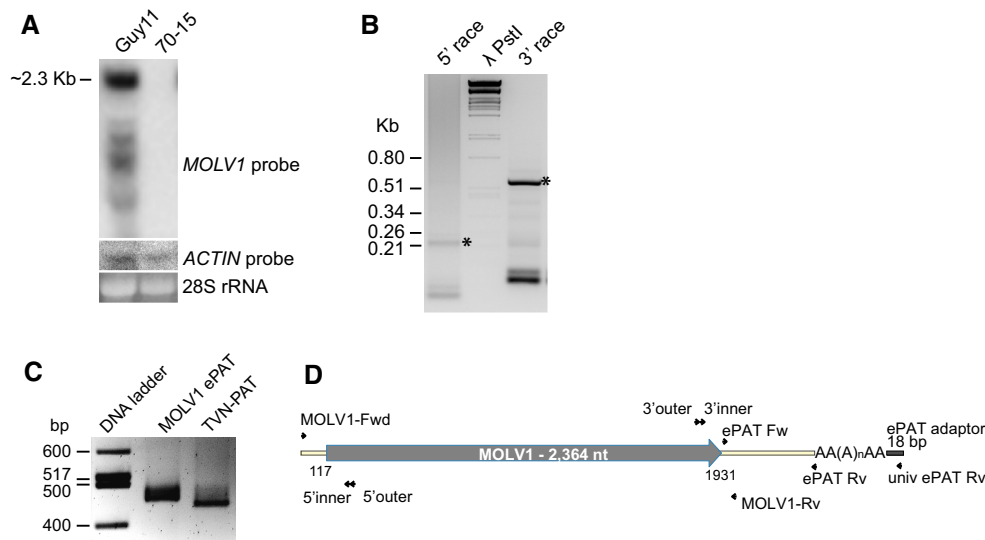 A
Guy11
70-15
~2.3 Kb
MOLV1 probe
ACTIN probe
28S rRNA
B
5' race
λ PstI
3' race
Kb
0.80
0.51
0.34
0.26
0.21
*
*
C
DNA ladder
MOLV1 ePAT
TVN-PAT
bp
600
517
500
400
D
MOLV1-Fwd
3'outer
3'inner
ePAT Fw
ePAT adaptor
18 bp
MOLV1 - 2,364 nt
AA(A)nAA
117
1931
ePAT Rv
univ ePAT Rv
5'inner
5'outer
MOLV1-Rv